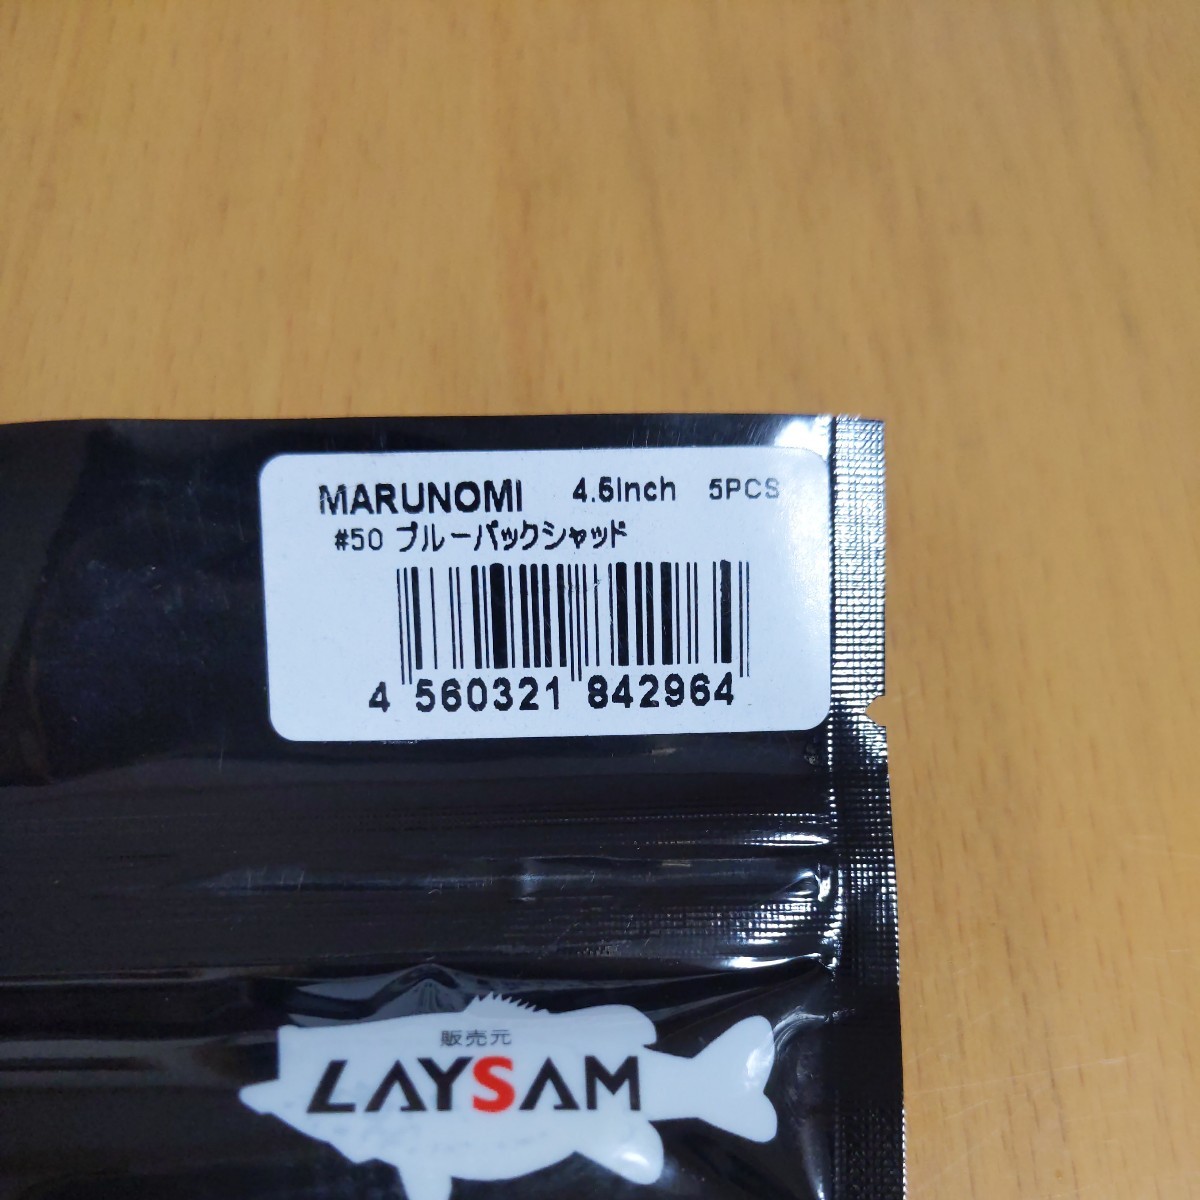 MARUNOMI 4.5Inch 5PCS
#50 ブルーバックシャッド
4 560321 842964
販売元
LAYSAM